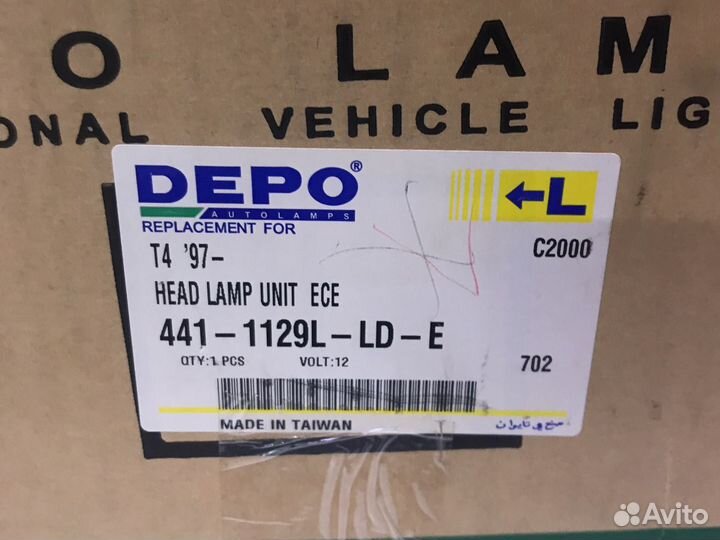 O LAM
ONAL VEHICLE LIG
DEPO®
AUTOLAMPS
←L
REPLACEMENT FOR
T4 '97-
C2000
HEAD LAMP UNIT ECE
441-1129L-LD-E
QTY:1 PCS VOLT:12
702
MADE IN TAIWAN
Avito